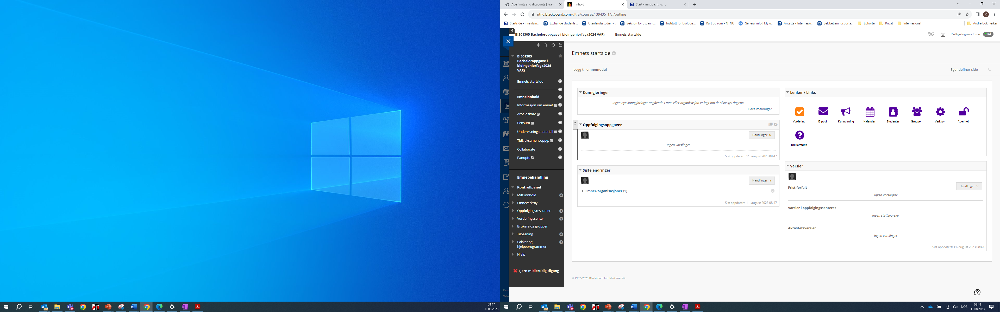 Age limits and discounts | Framm
Innhold
Start - innsida.ntnu.no
ntnu.blackboard.com/ultra/courses/_39435_1/cl/outline
K
Startside - innsida.n...
Exchange students...
Utenlandsstudier -...
Seksjon for utdanni...
Institutt for biologis...
Kart og rom - NTNU
General info | My u...
Ansatte - Internasjo...
Selvbetjeningsporta...
Ephorte
Privat
Internasjonal
Andre bokmerker
BI301305 Bacheloroppgave i bioingeniørfag (2024 VÅR)
Emnets startside
Redigeringsmodus er:
PÅ
BI301305
Bacheloroppgave i
bioingeniørfag (2024
VÅR)
Emnets startside
Emneinnhold
Informasjon om emnet
Arbeidskrav
Pensum
Undervisningsmateriell
Tidl. eksamensoppg.
Collaborate
Panopto
Emnebehandling
Kontrollpanel
Mitt innhold
Emneverktøy
Oppfølgingsressurser
Vurderingssenter
Brukere og grupper
Tilpasning
Pakker og
hjelpeprogrammer
Hjelp
Fjern midlertidig tilgang
Emnets startside
Legg til emnemodul
Egendefiner side
Kunngjøringer
Ingen nye kunngjøringer angående Emne eller organisasjon er lagt inn de siste syv dagene.
Flere meldinger ...
Oppfølgingsoppgaver
Handlinger
Ingen varslinger
Sist oppdatert: 11. august 2023 08:47
Siste endringer
Handlinger
Emner/organisasjoner (1)
Sist oppdatert: 11. august 2023 08:47
Lenker / Links
Vurdering
E-post
Kunngjøring
Kalender
Studenter
Grupper
Verktøy
Åpenhet
Brukerstøtte
Varsler
Handlinger
Frist forfalt
Ingen varslinger
Varsler i oppfølgingssenteret
Ingen støttevarsler
Aktivitetsvarsler
Ingen varslinger
Sist oppdatert: 11. august 2023 08:47
© 1997–2023 Blackboard Inc. Med enerett.
Pers
Vilkå
08:47
11.08.2023
NOB
08:48
11.08.2023